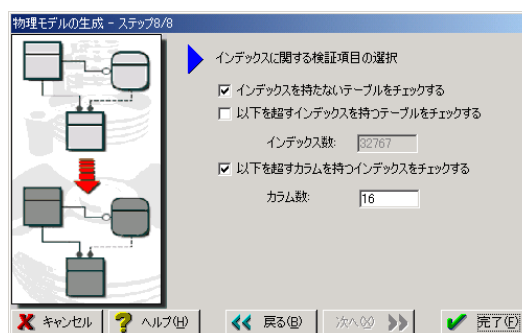 物理モデルの生成 - ステップ8/8
インデックスに関する検証項目の選択
インデックスを持たないテーブルをチェックする
以下を超すインデックスを持つテーブルをチェックする
インデックス数: 32767
以下を超すカラムを持つインデックスをチェックする
カラム数: 16
キャンセル ヘルプ(H) 戻る(B) 次へ(N) 完了(F)